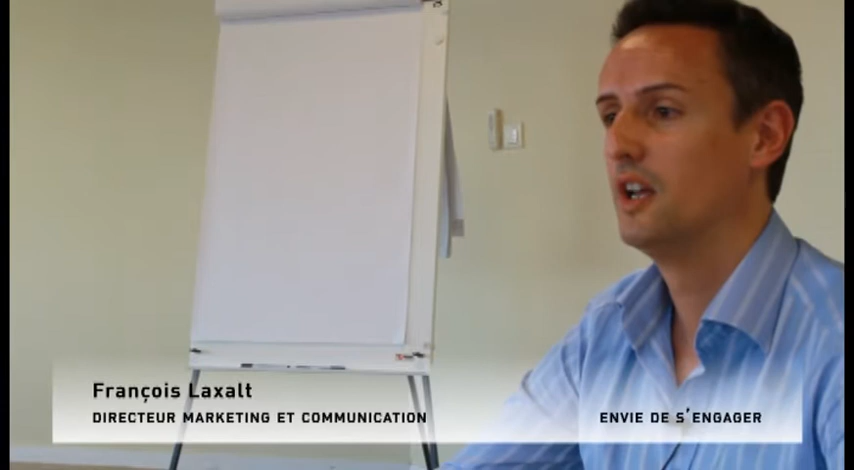 François Laxalt
DIRECTEUR MARKETING ET COMMUNICATION
ENVIE DE S'ENGAGER